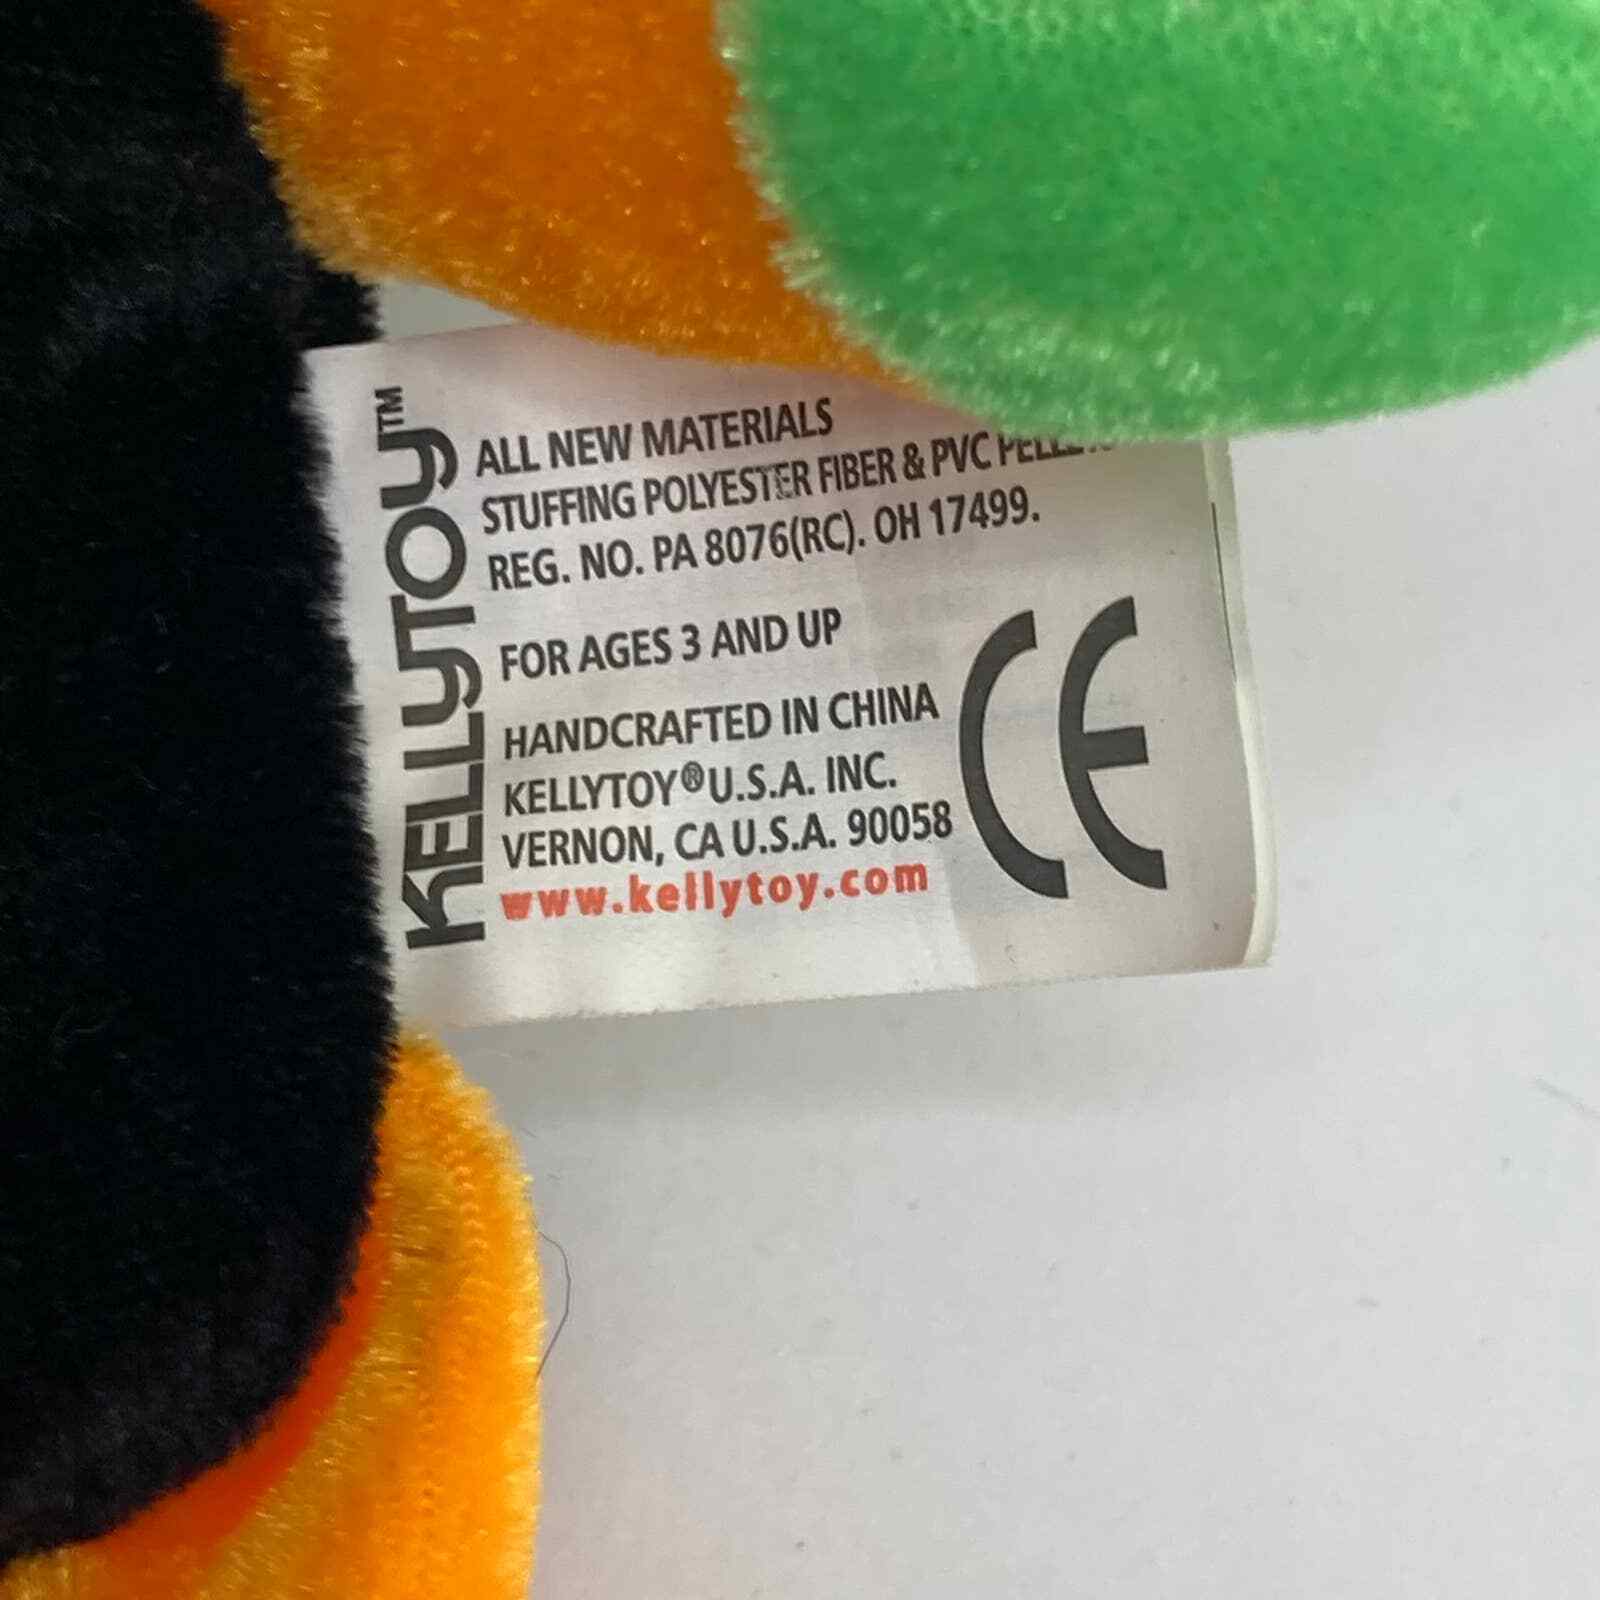 KELLYTOY™
ALL NEW MATERIALS
STUFFING POLYESTER FIBER & PVC
REG. NO. PA 8076(RC). OH 17499.
FOR AGES 3 AND UP
HANDCRAFTED IN CHINA
KELLYTOY® U.S.A. INC.
VERNON, CA U.S.A. 90058
www.kellytoy.com
CE